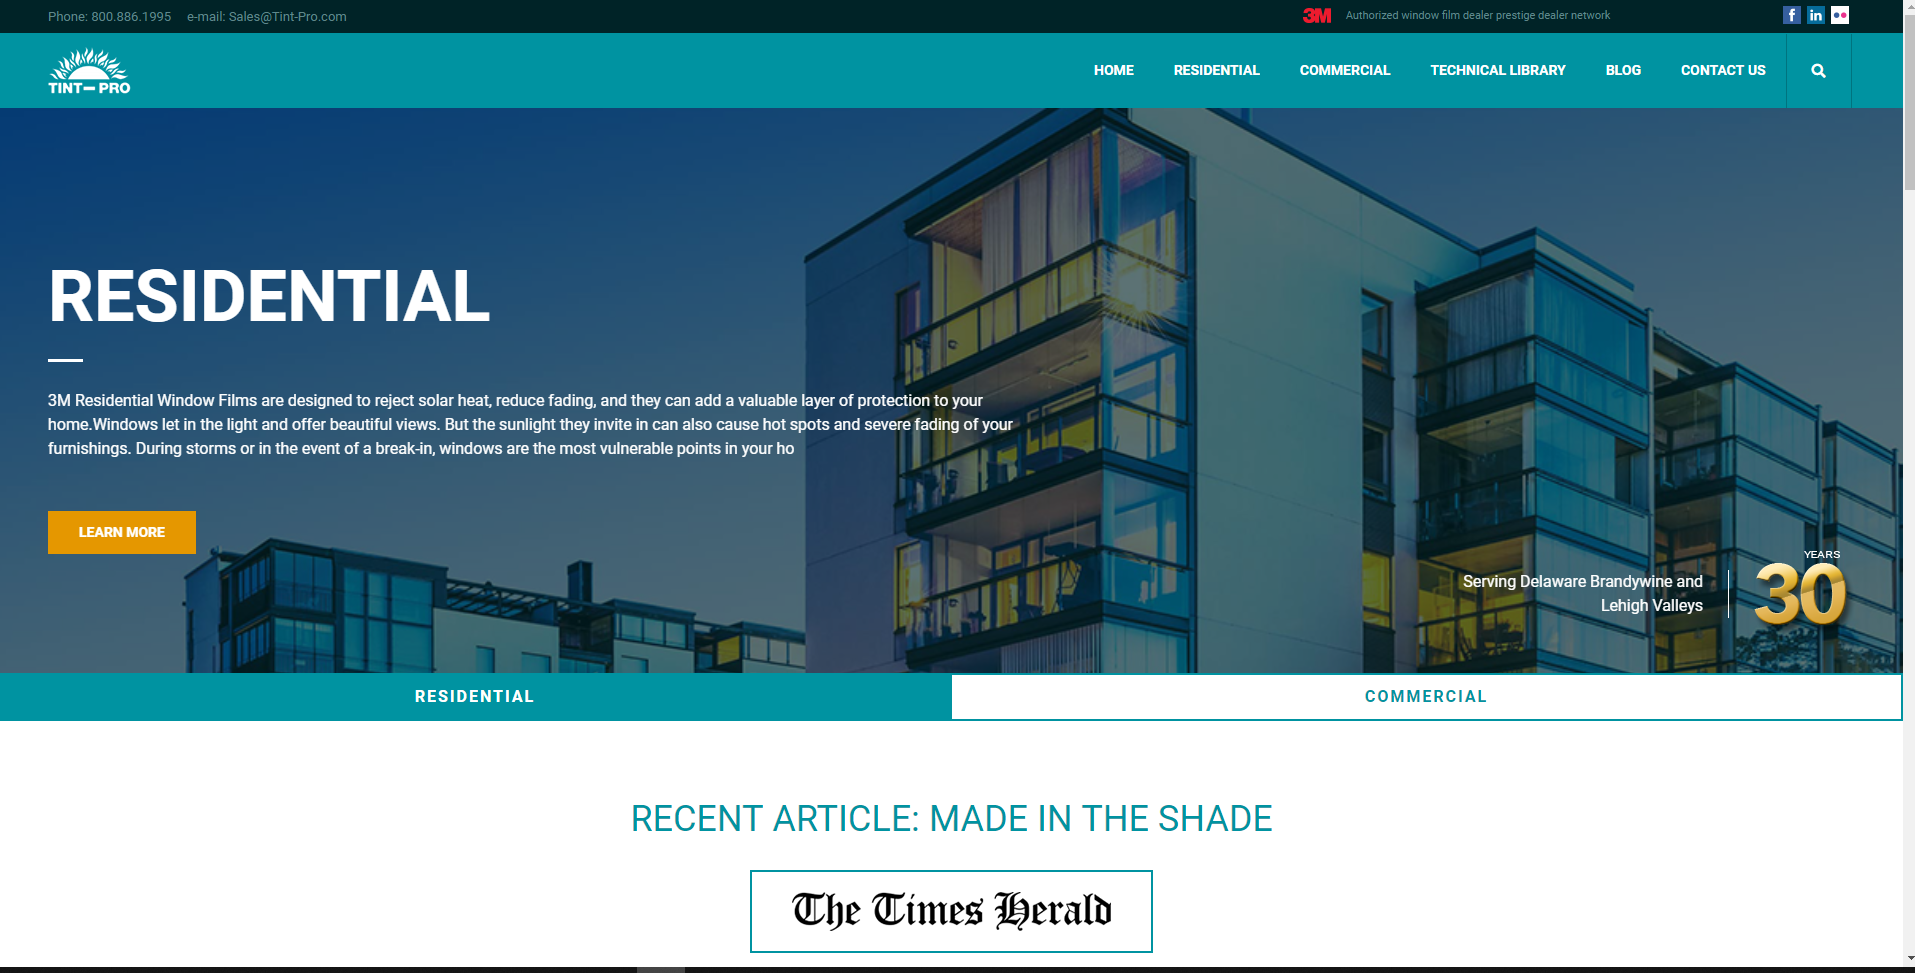 Phone: 800.886.1995 e-mail: Sales@Tint-Pro.com
3M Authorized window film dealer prestige dealer network
f in
TINT-PRO
HOME RESIDENTIAL COMMERCIAL TECHNICAL LIBRARY BLOG CONTACT US
RESIDENTIAL
3M Residential Window Films are designed to reject solar heat, reduce fading, and they can add a valuable layer of protection to your
home.Windows let in the light and offer beautiful views. But the sunlight they invite in can also cause hot spots and severe fading of your
furnishings. During storms or in the event of a break-in, windows are the most vulnerable points in your ho
LEARN MORE
Serving Delaware Brandywine and
Lehigh Valleys
YEARS
30
RESIDENTIAL
COMMERCIAL
RECENT ARTICLE: MADE IN THE SHADE
The Times Herald